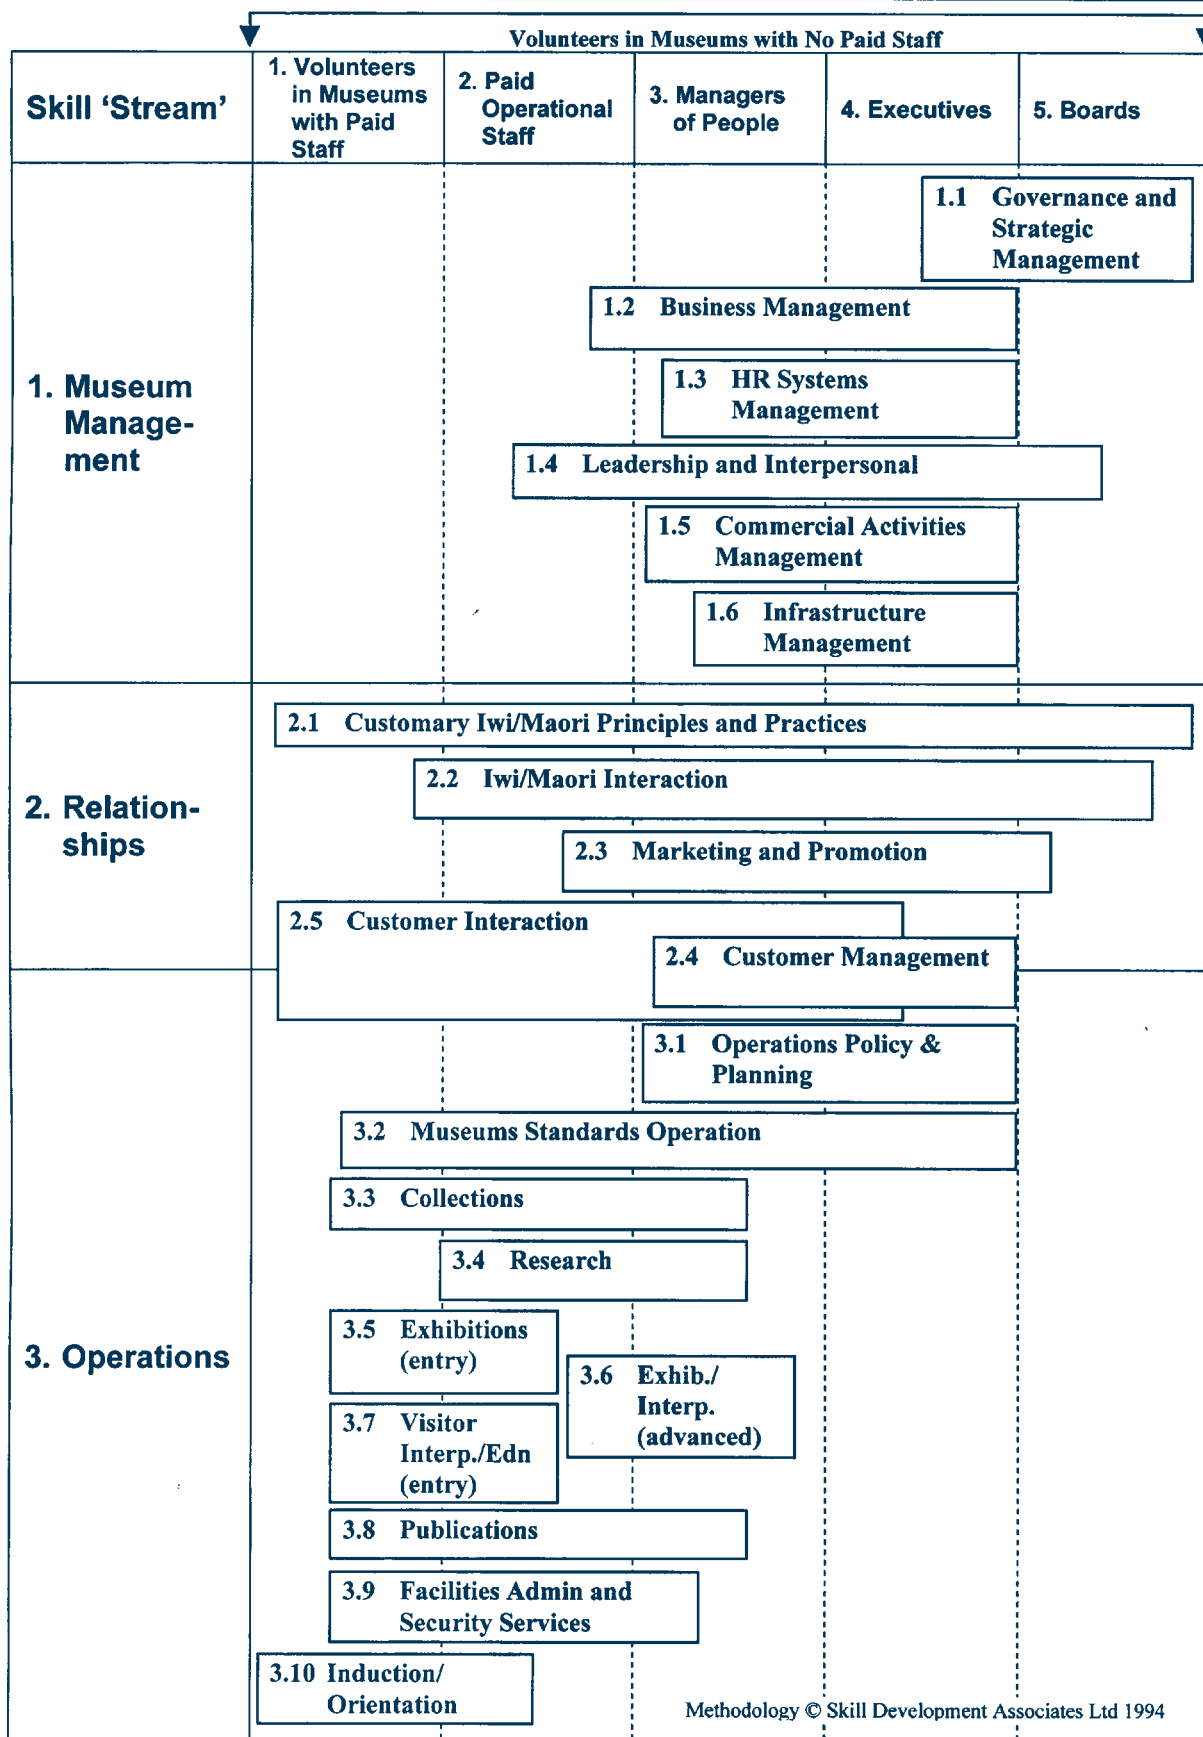 Volunteers in Museums with No Paid Staff
Skill 'Stream'
1. Volunteers
in Museums
with Paid
Staff
2. Paid
Operational
Staff
3. Managers
of People
4. Executives
5. Boards
1. Museum
Manage-
ment
1.1 Governance and
Strategic
Management
1.2 Business Management
1.3 HR Systems
Management
1.4 Leadership and Interpersonal
1.5 Commercial Activities
Management
1.6 Infrastructure
Management
2. Relation-
ships
2.1 Customary Iwi/Maori Principles and Practices
2.2 Iwi/Maori Interaction
2.3 Marketing and Promotion
2.5 Customer Interaction
2.4 Customer Management
3. Operations
3.1 Operations Policy &
Planning
3.2 Museums Standards Operation
3.3 Collections
3.4 Research
3.5 Exhibitions
(entry)
3.6 Exhib./
Interp.
(advanced)
3.7 Visitor
Interp./Edn
(entry)
3.8 Publications
3.9 Facilities Admin and
Security Services
3.10 Induction/
Orientation
Methodology © Skill Development Associates Ltd 1994